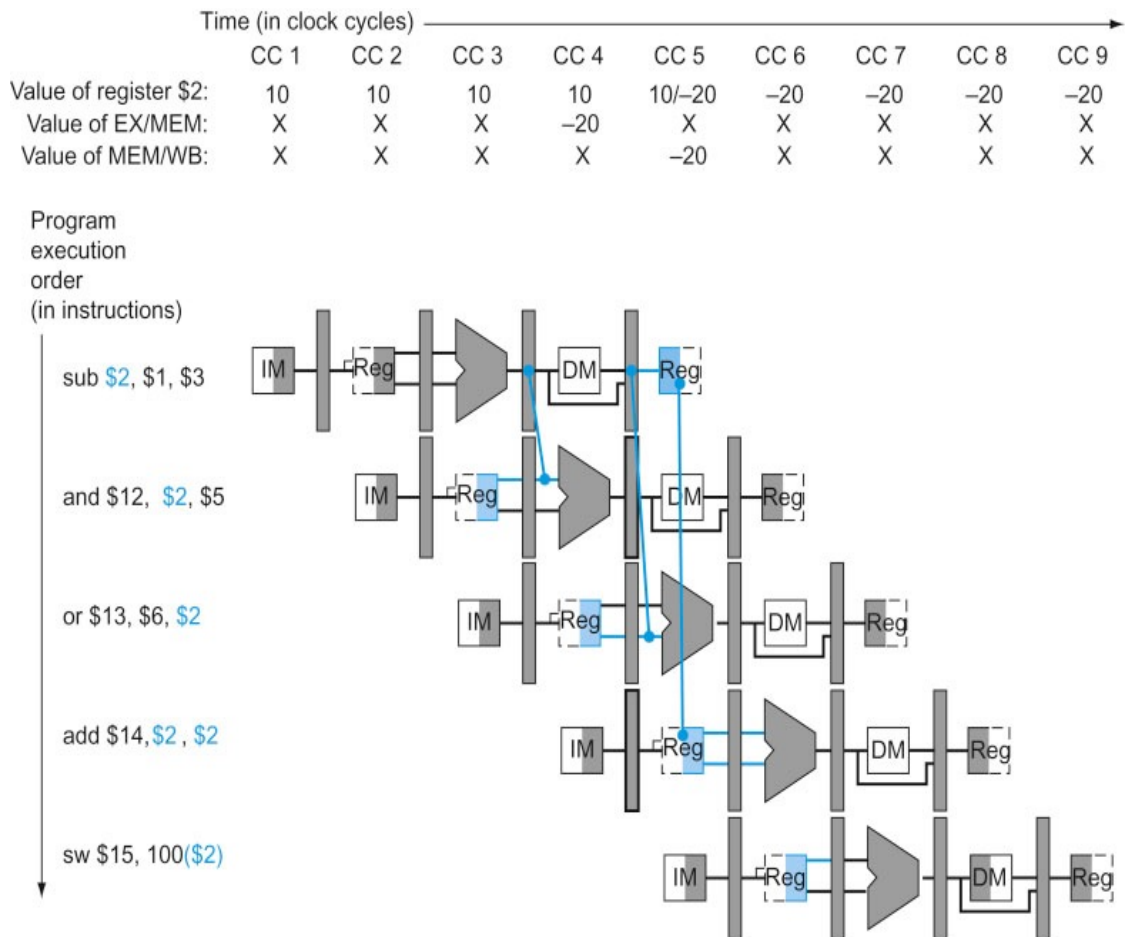 Time (in clock cycles)
CC 1 CC 2 CC 3 CC 4 CC 5 CC 6 CC 7 CC 8 CC 9
Value of register $2: 10 10 10 10 10/–20 –20 –20 –20 –20
Value of EX/MEM: X X X –20 X X X X X
Value of MEM/WB: X X X X –20 X X X X
Program
execution
order
(in instructions)
sub $2, $1, $3 IM Reg DM Reg
and $12, $2, $5 IM Reg DM Reg
or $13, $6, $2 IM Reg DM Reg
add $14,$2 , $2 IM Reg DM Reg
sw $15, 100($2) IM Reg DM Reg